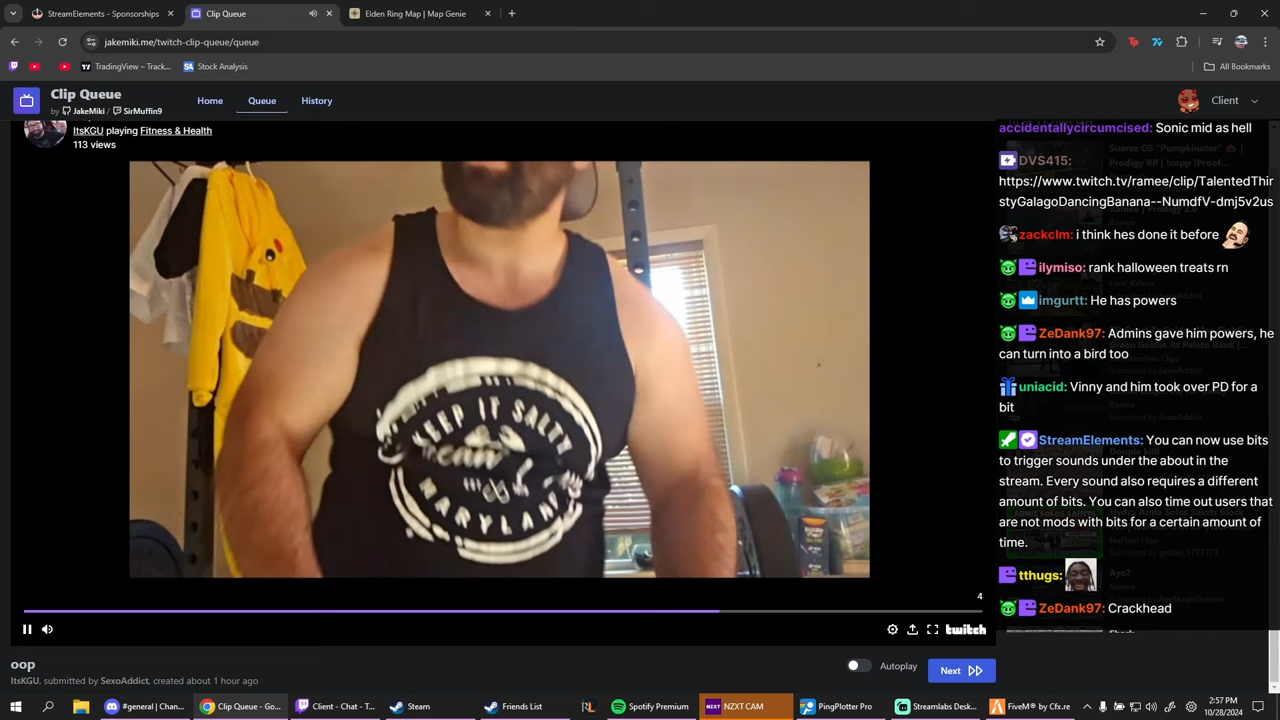 StreamElements - Sponsorships
Clip Queue
Elden Ring Map | Map Genie
jakemiki.me/twitch-clip-queue/queue
TradingView – Track...
Stock Analysis
All Bookmarks
Clip Queue
by JakeMiki / SirMuffin9
Home
Queue
History
Client
ItsKGU playing Fitness & Health
113 views
KEEP IT SALTY
MARYLAND
accidentallycircumcised: Sonic mid as hell
DVS415:
https://www.twitch.tv/ramee/clip/TalentedThir
styGalagoDancingBanana--NumdfV-dmj5v2us
zackclm: i think hes done it before
ilymiso: rank halloween treats rn
imgurtt: He has powers
ZeDank97: Admins gave him powers, he
can turn into a bird too
uniacid: Vinny and him took over PD for a
bit
StreamElements: You can now use bits
to trigger sounds under the about in the
stream. Every sound also requires a different
amount of bits. You can also time out users that
are not mods with bits for a certain amount of
time.
tthugs:
ZeDank97: Crackhead
4
twitch
oop
ItsKGU, submitted by SexoAddict, created about 1 hour ago
Autoplay
Next
#general | Chan...
Clip Queue - Go...
Client - Chat - T...
Steam
Friends List
Spotify Premium
NZXT CAM
PingPlotter Pro
Streamlabs Desk...
FiveM® by Cfx.re
2:57 PM
10/28/2024